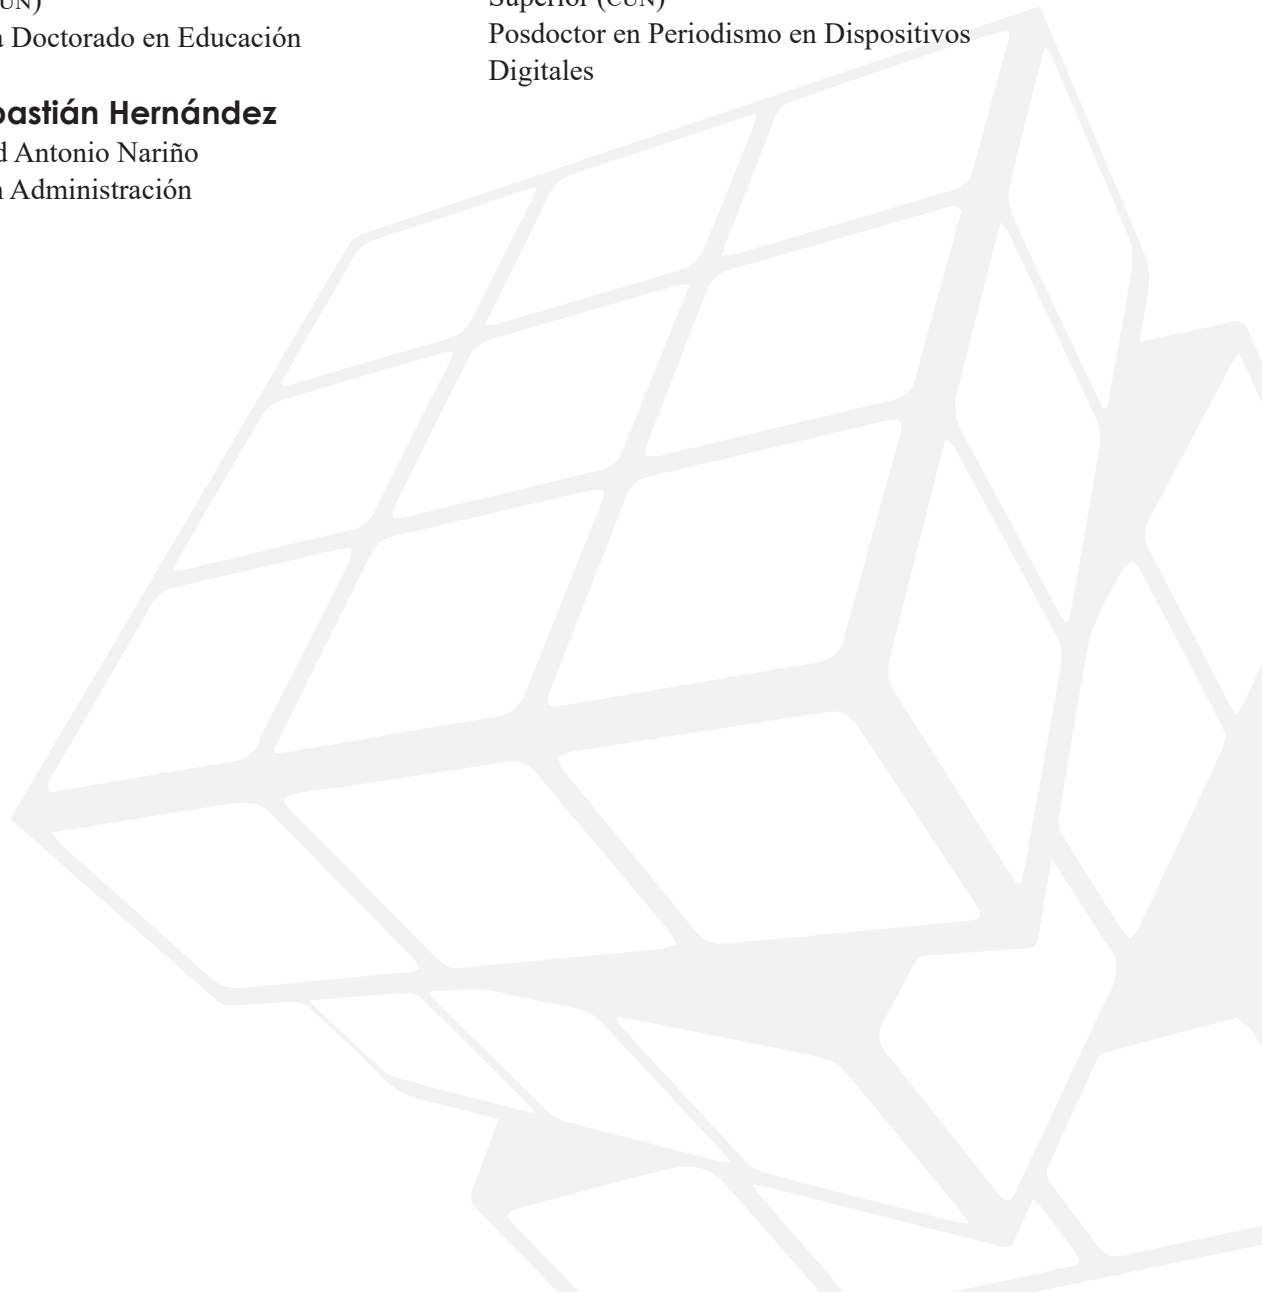 UN)
Doctorado en Educación
bastián Hernández
d Antonio Nariño
Administración
Superior (CUN)
Posdoctor en Periodismo en Dispositivos
Digitales